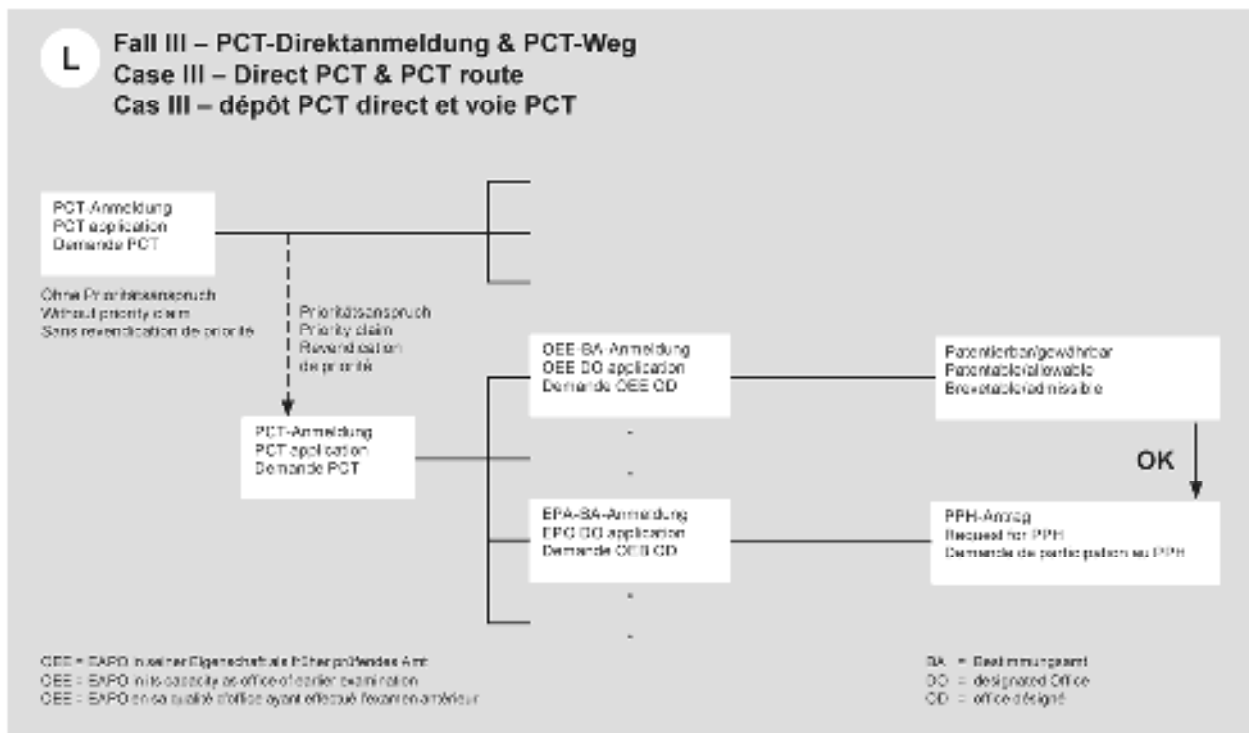 L
Fall III – PCT-Direktanmeldung & PCT-Weg
Case III – Direct PCT & PCT route
Cas III – dépôt PCT direct et voie PCT
PCT-Anmeldung
PCT application
Demande PCT
Ohne Prioritätsanspruch
Without priority claim
Sans revendication de priorité
Prioritätsanspruch
Priority claim
Revendication
de priorité
OEE-BA-Anmeldung
OEE DO application
Demande OEE OD
Patentierbar/gewährbar
Patentable/allowable
Brevetable/admissible
PCT-Anmeldung
PCT application
Demande PCT
OK
EPA-BA-Anmeldung
EPO DO application
Demande OEB OD
PPH-Antrag
Request for PPH
Demande de participation au PPH
OEE = EAPO in seiner Eigenschaft als früher prüfendes Amt
OEE = EAPO in its capacity as office of earlier examination
OEE = EAPO en sa qualité d'office ayant effectué l'examen antérieur
BA = Bestimmungsamt
DO = designated Office
OD = office désigné